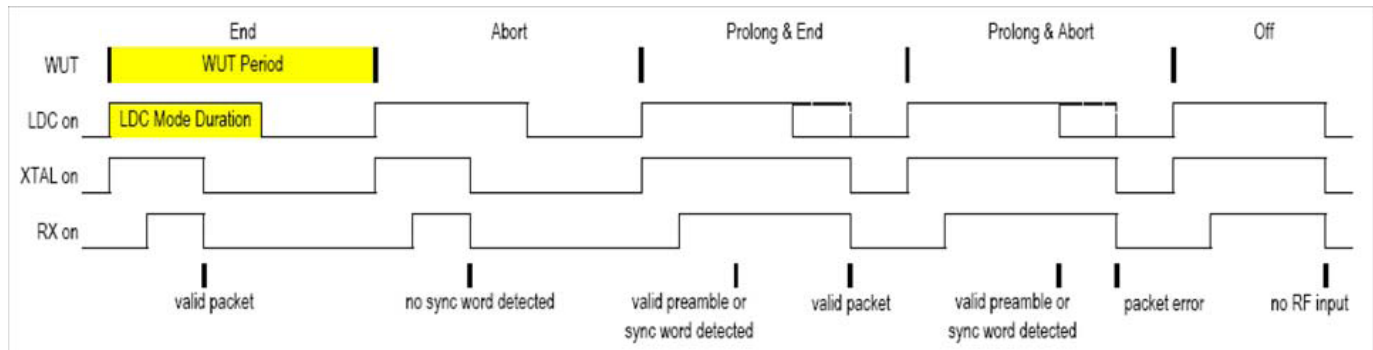 End Abort Prolong & End Prolong & Abort Off
WUT WUT Period
LDC on LDC Mode Duration
XTAL on
RX on
valid packet no sync word detected valid preamble or valid packet valid preamble or packet error no RF input
sync word detected sync word detected